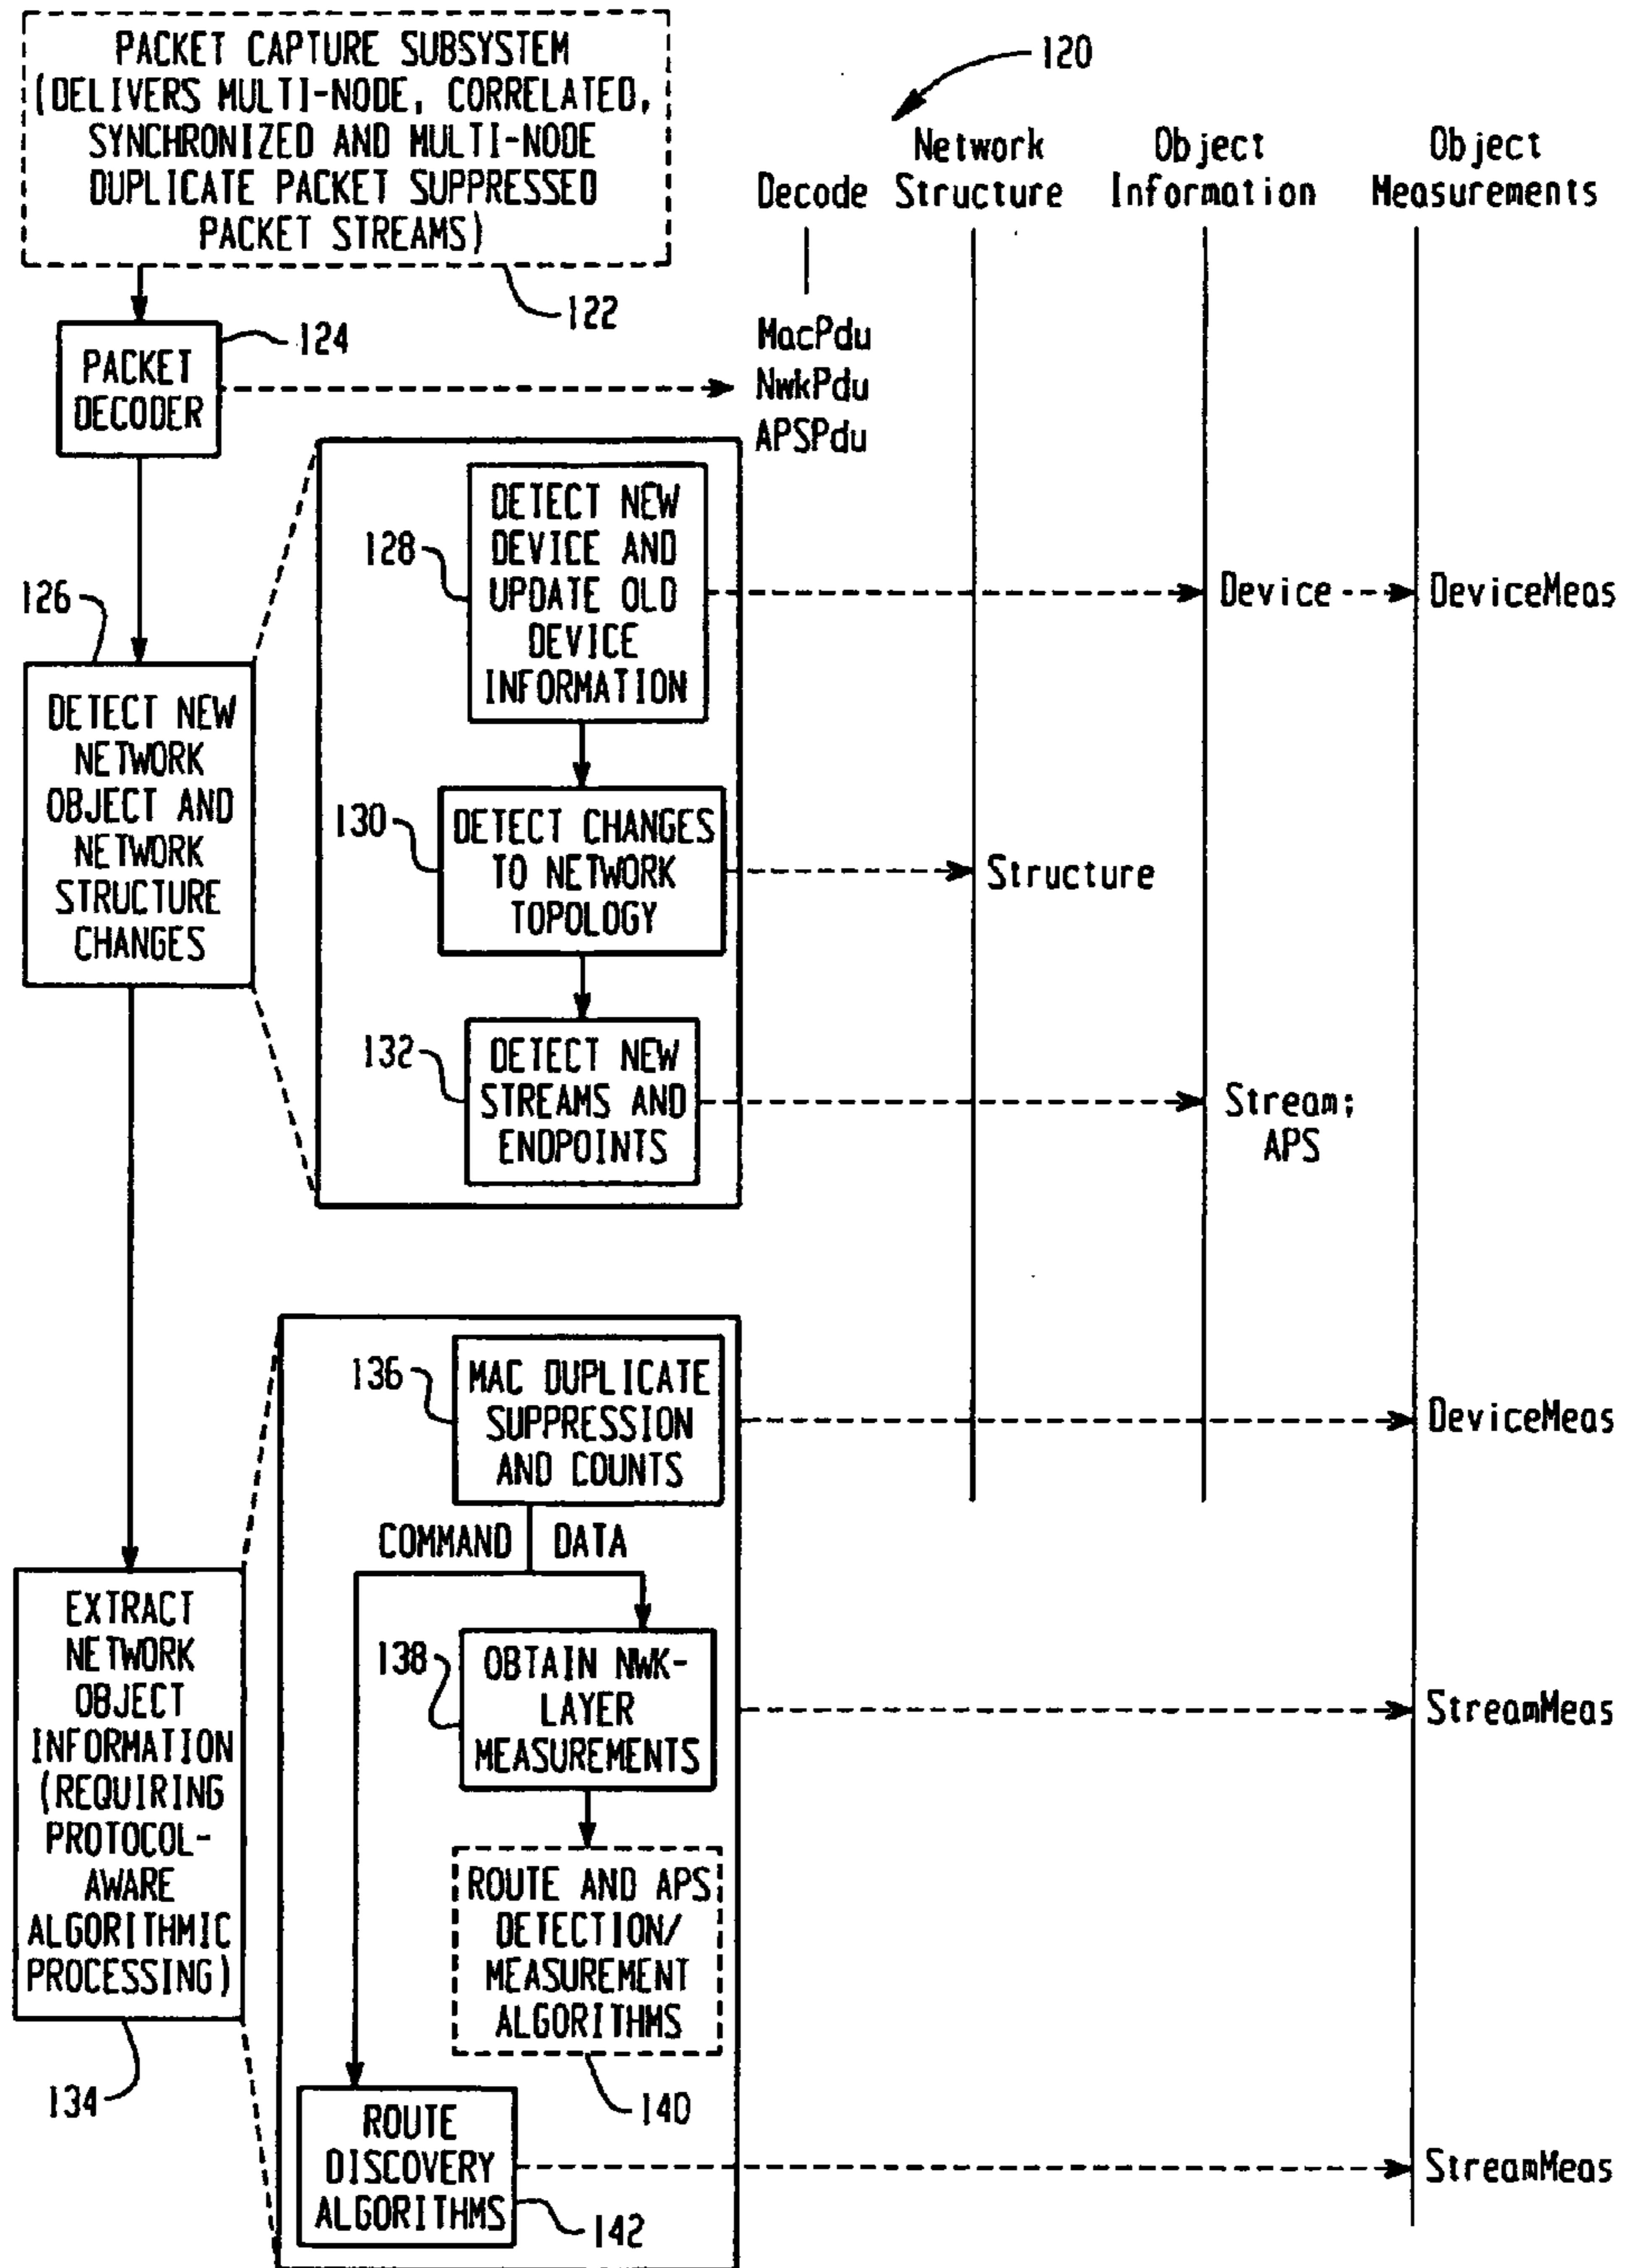 PACKET CAPTURE SUBSYSTEM
(DELIVERS MULTI-NODE, CORRELATED,
SYNCHRONIZED AND MULTI-NODE
DUPLICATE PACKET SUPPRESSED
PACKET STREAMS)
122
120
Decode
Network
Structure
Object
Information
Object
Measurements
PACKET
DECODER
124
MacPdu
NwkPdu
APSPdu
126
DETECT NEW
NETWORK
OBJECT AND
NETWORK
STRUCTURE
CHANGES
128
DETECT NEW
DEVICE AND
UPDATE OLD
DEVICE
INFORMATION
Device
DeviceMeas
130
DETECT CHANGES
TO NETWORK
TOPOLOGY
Structure
132
DETECT NEW
STREAMS AND
ENDPOINTS
Stream;
APS
134
EXTRACT
NETWORK
OBJECT
INFORMATION
(REQUIRING
PROTOCOL-
AWARE
ALGORITHMIC
PROCESSING)
136
MAC DUPLICATE
SUPPRESSION
AND COUNTS
DeviceMeas
COMMAND
DATA
138
OBTAIN NWK-
LAYER
MEASUREMENTS
StreamMeas
ROUTE AND APS
DETECTION/
MEASUREMENT
ALGORITHMS
140
ROUTE
DISCOVERY
ALGORITHMS
142
StreamMeas